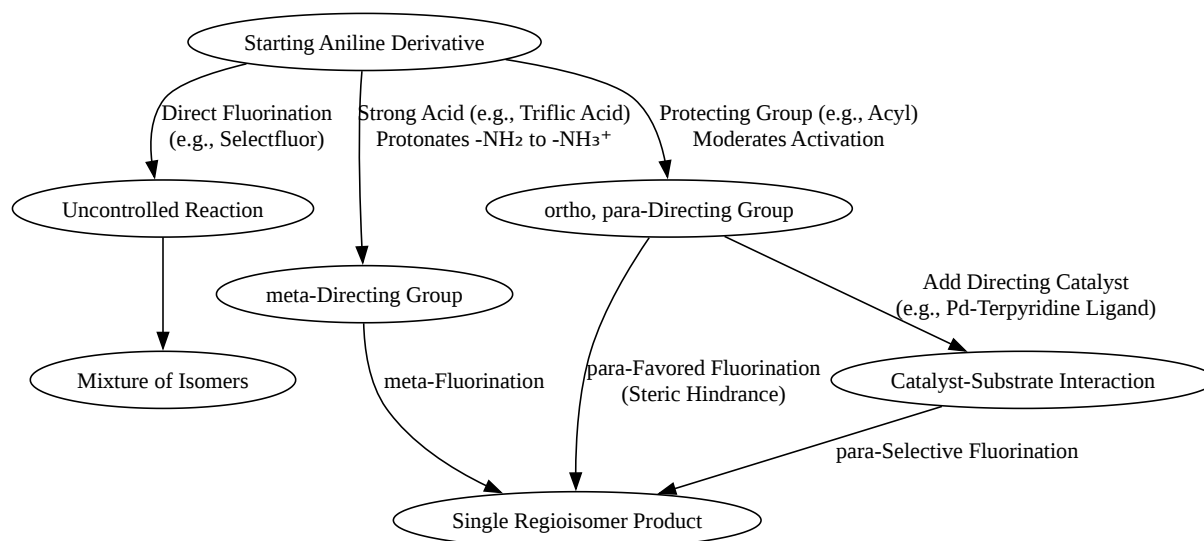 Starting Aniline Derivative
Direct Fluorination
(e.g., Selectfluor)
Strong Acid (e.g., Triflic Acid)
Protonates -NH₂ to -NH₃⁺
Protecting Group (e.g., Acyl)
Moderates Activation
Uncontrolled Reaction
ortho, para-Directing Group
meta-Directing Group
Add Directing Catalyst
(e.g., Pd-Terpyridine Ligand)
Mixture of Isomers
meta-Fluorination
para-Favored Fluorination
(Steric Hindrance)
Catalyst-Substrate Interaction
para-Selective Fluorination
Single Regioisomer Product